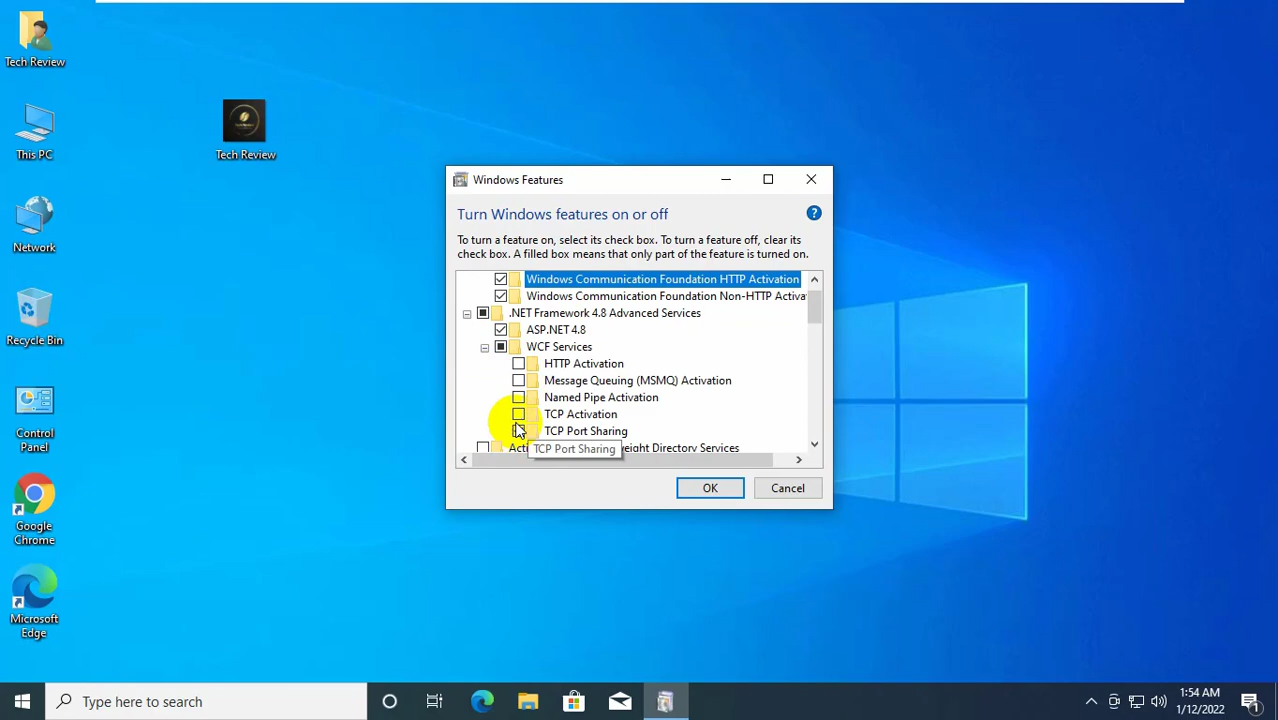 Tech Review
This PC
Network
Recycle Bin
Control
Panel
Google
Chrome
Microsoft
Edge
Tech Review
Windows Features
Turn Windows features on or off
To turn a feature on, select its check box. To turn a feature off, clear its
check box. A filled box means that only part of the feature is turned on.
Windows Communication Foundation HTTP Activation
Windows Communication Foundation Non-HTTP Activa
.NET Framework 4.8 Advanced Services
ASP.NET 4.8
WCF Services
HTTP Activation
Message Queuing (MSMQ) Activation
Named Pipe Activation
TCP Activation
TCP Port Sharing
Acti eight Directory Services
TCP Port Sharing
OK
Cancel
Type here to search
1:54 AM
1/12/2022
1